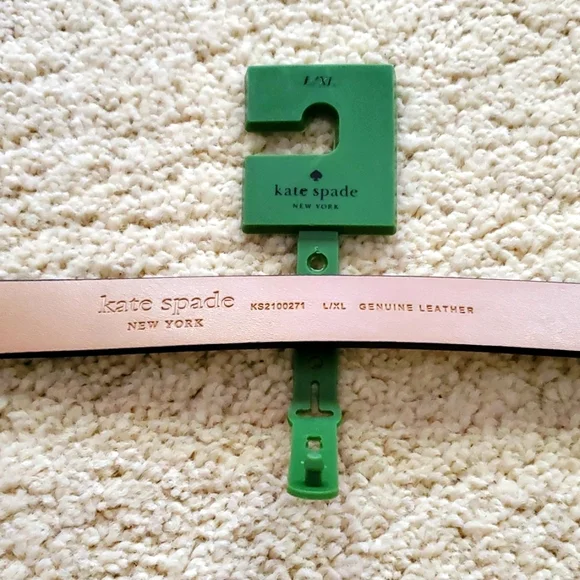 L/XL
kate spade
NEW YORK
kate spade KS2100271 L/XL GENUINE LEATHER
NEW YORK